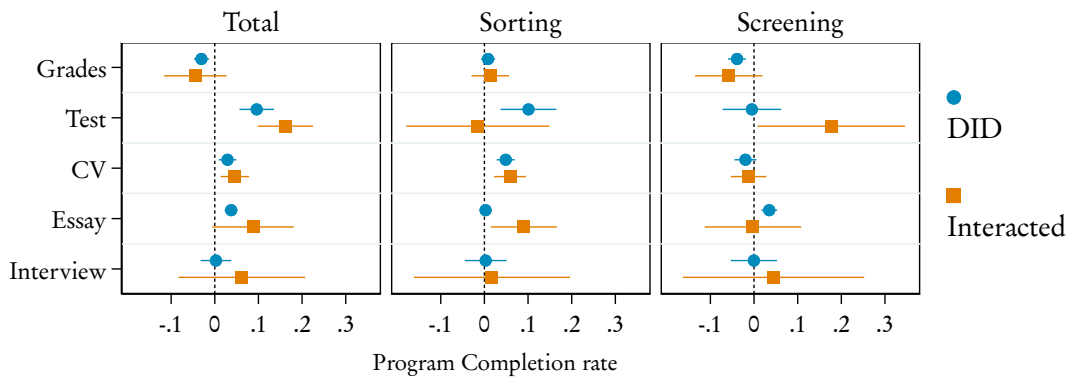 Total
Sorting
Screening
Grades
Test
CV
Essay
Interview
-.1 0 .1 .2 .3
-.1 0 .1 .2 .3
-.1 0 .1 .2 .3
Program Completion rate
DID
Interacted